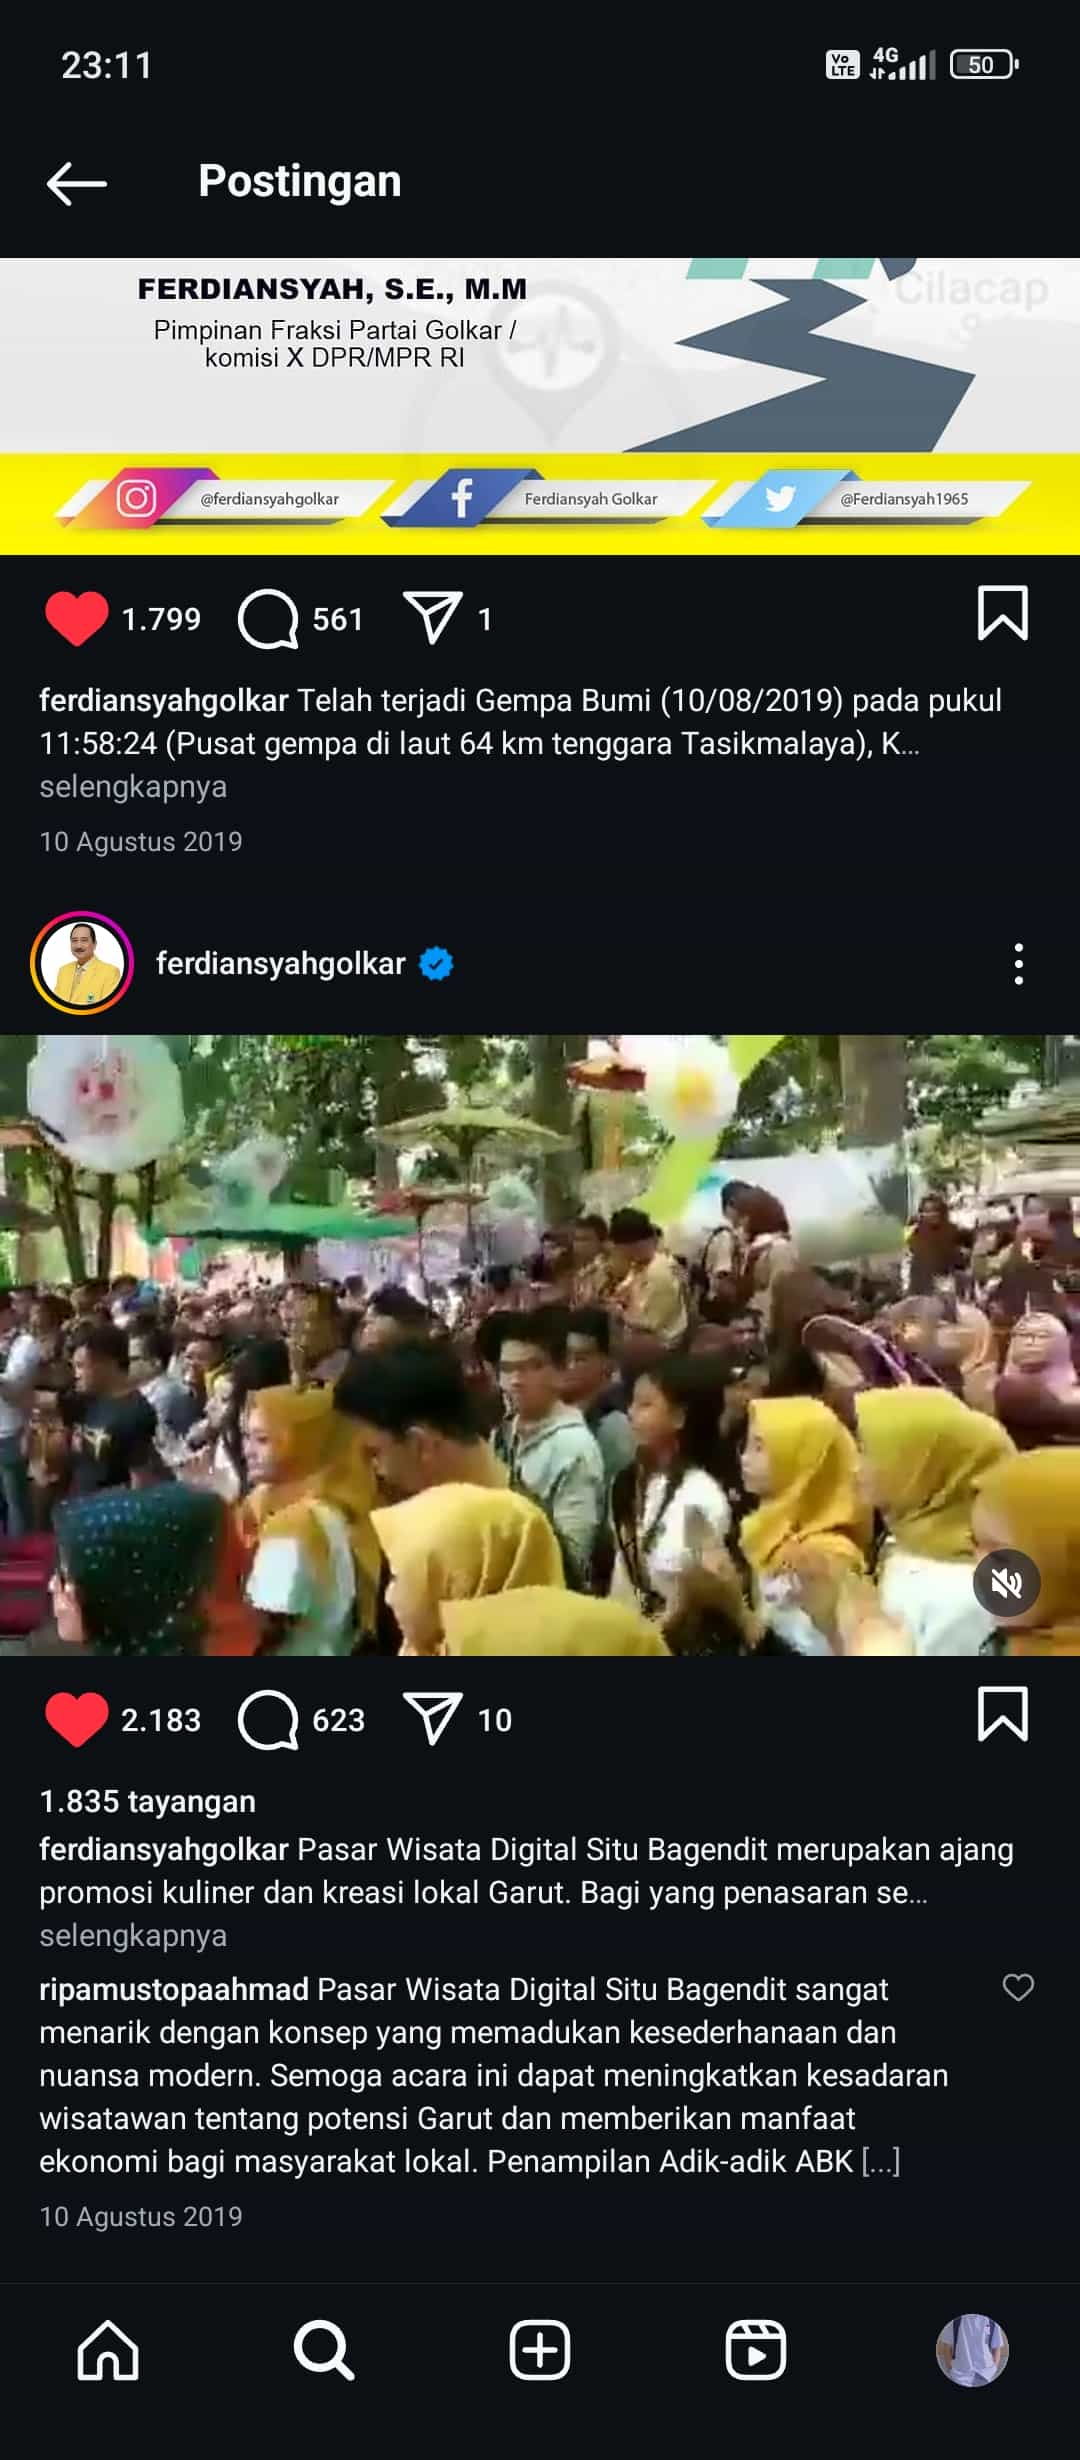 23:11
Vo LTE 4G 50
Postingan
FERDIANSYAH, S.E., M.M
Pimpinan Fraksi Partai Golkar /
komisi X DPR/MPR RI
Cilacap
@ferdiansyahgolkar Ferdiansyah Golkar @Ferdiansyah1965
1.799 561 1
ferdiansyahgolkar Telah terjadi Gempa Bumi (10/08/2019) pada pukul
11:58:24 (Pusat gempa di laut 64 km tenggara Tasikmalaya), K...
selengkapnya
10 Agustus 2019
ferdiansyahgolkar
2.183 623 10
1.835 tayangan
ferdiansyahgolkar Pasar Wisata Digital Situ Bagendit merupakan ajang
promosi kuliner dan kreasi lokal Garut. Bagi yang penasaran se...
selengkapnya
ripamustopaahmad Pasar Wisata Digital Situ Bagendit sangat
menarik dengan konsep yang memadukan kesederhanaan dan
nuansa modern. Semoga acara ini dapat meningkatkan kesadaran
wisatawan tentang potensi Garut dan memberikan manfaat
ekonomi bagi masyarakat lokal. Penampilan Adik-adik ABK [...]
10 Agustus 2019